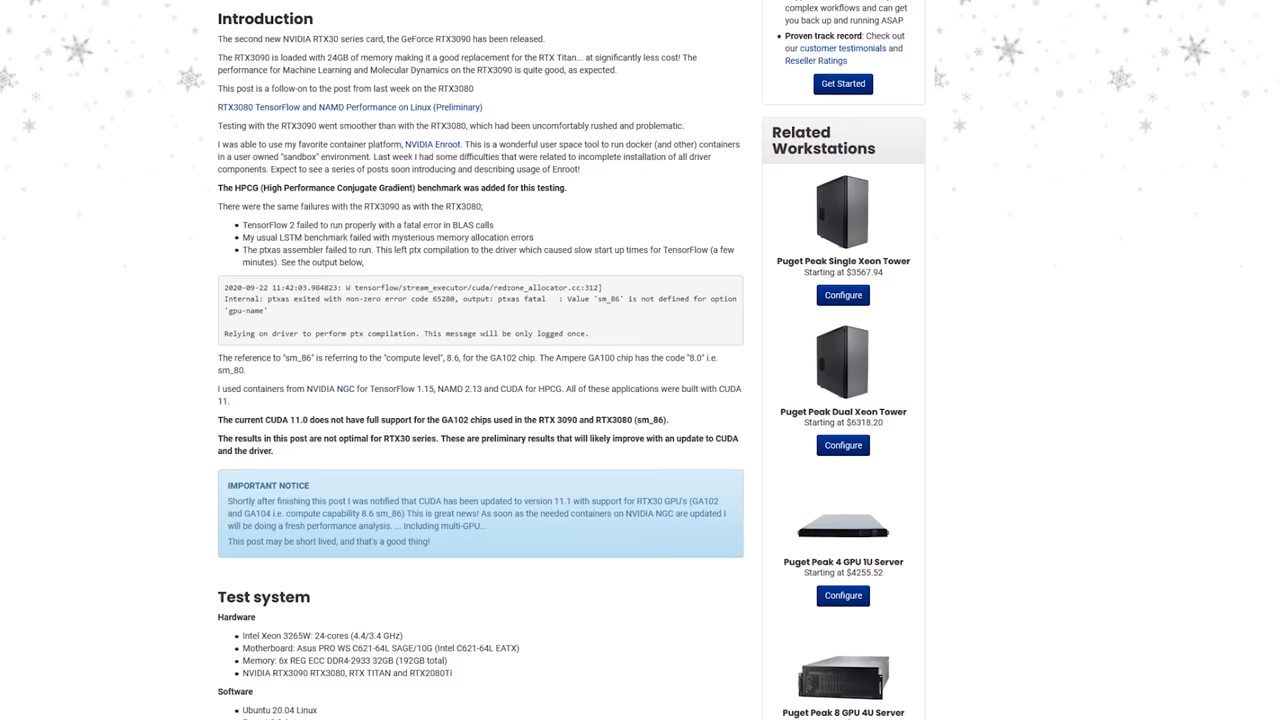 Introduction
The second new NVIDIA RTX30 series card, the GeForce RTX3090 has been released.
The RTX3090 is loaded with 24GB of memory making it a good replacement for the RTX Titan... at significantly less cost! The
performance for Machine Learning and Molecular Dynamics on the RTX3090 is quite good, as expected.
This post is a follow-on to the post from last week on the RTX3080
RTX3080 TensorFlow and NAMD Performance on Linux (Preliminary)
Testing with the RTX3090 went smoother than with the RTX3080, which had been uncomfortably rushed and problematic.
I was able to use my favorite container platform, NVIDIA Enroot. This is a wonderful user space tool to run docker (and other) containers
in a user owned "sandbox" environment. Last week I had some difficulties that were related to incomplete installation of all driver
components. Expect to see a series of posts soon introducing and describing usage of Enroot!
The HPCG (High Performance Conjugate Gradient) benchmark was added for this testing.
There were the same failures with the RTX3090 as with the RTX3080;
• TensorFlow 2 failed to run properly with a fatal error in BLAS calls
• My usual LSTM benchmark failed with mysterious memory allocation errors
• The ptxas assembler failed to run. This left ptx compilation to the driver which caused slow start up times for TensorFlow (a few
minutes). See the output below,
2020-09-22 11:42:03.984823: W tensorflow/stream_executor/cuda/redzone_allocator.cc:312]
Internal: ptxas exited with non-zero error code 65280, output: ptxas fatal   : Value 'sm_86' is not defined for option
'gpu-name'
Relying on driver to perform ptx compilation. This message will be only logged once.
The reference to "sm_86" is referring to the "compute level", 8.6, for the GA102 chip. The Ampere GA100 chip has the code "8.0" i.e.
sm_80.
I used containers from NVIDIA NGC for TensorFlow 1.15, NAMD 2.13 and CUDA for HPCG. All of these applications were built with CUDA
11.
The current CUDA 11.0 does not have full support for the GA102 chips used in the RTX 3090 and RTX3080 (sm_86).
The results in this post are not optimal for RTX30 series. These are preliminary results that will likely improve with an update to CUDA
and the driver.
IMPORTANT NOTICE
Shortly after finishing this post I was notified that CUDA has been updated to version 11.1 with support for RTX30 GPU's (GA102
and GA104 i.e. compute capability 8.6 sm_86) This is great news! As soon as the needed containers on NVIDIA NGC are updated I
will be doing a fresh performance analysis. ... Including multi-GPU...
This post may be short lived, and that's a good thing!
Test system
Hardware
• Intel Xeon 3265W: 24-cores (4.4/3.4 GHz)
• Motherboard: Asus PRO WS C621-64L SAGE/10G (Intel C621-64L EATX)
• Memory: 6x REG ECC DDR4-2933 32GB (192GB total)
• NVIDIA RTX3090 RTX3080, RTX TITAN and RTX2080Ti
Software
• Ubuntu 20.04 Linux
complex workflows and can get
you back up and running ASAP
• Proven track record: Check out
our customer testimonials and
Reseller Ratings
Get Started
Related
Workstations
Puget Peak Single Xeon Tower
Starting at $3567.94
Configure
Puget Peak Dual Xeon Tower
Starting at $6318.20
Configure
Puget Peak 4 GPU 1U Server
Starting at $4255.52
Configure
Puget Peak 8 GPU 4U Server